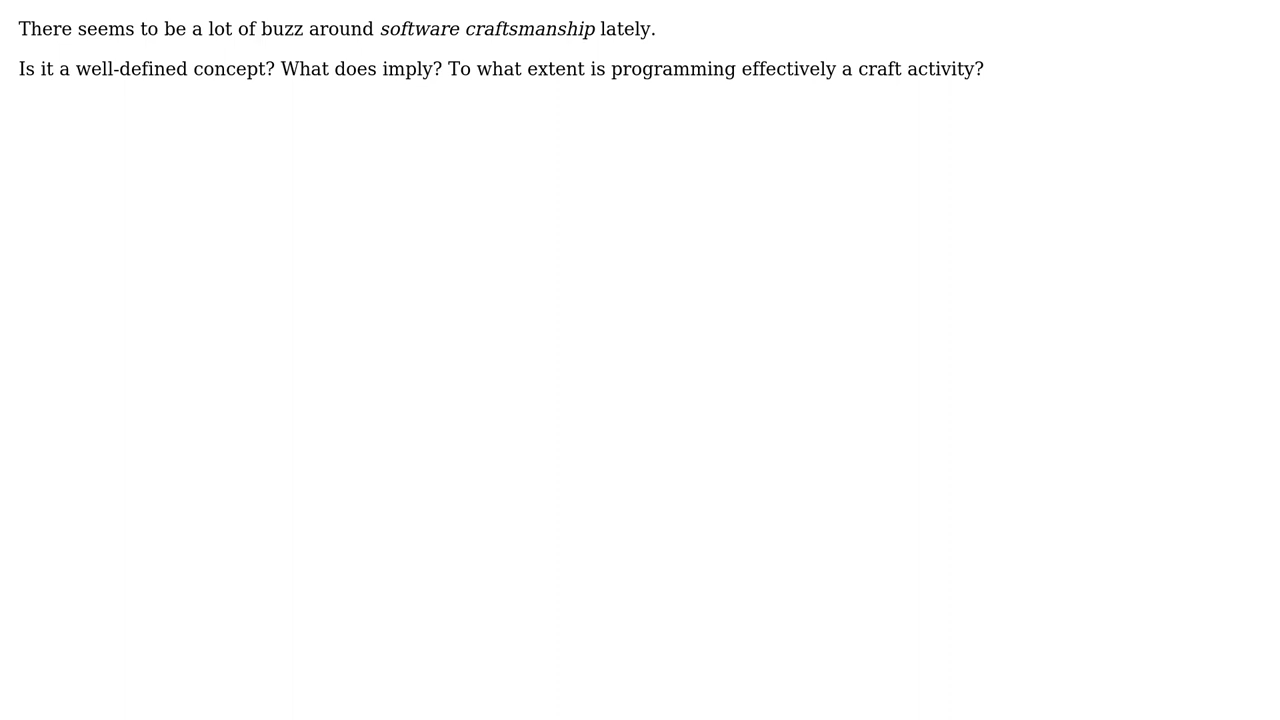 There seems to be a lot of buzz around software craftsmanship lately.
Is it a well-defined concept? What does imply? To what extent is programming effectively a craft activity?